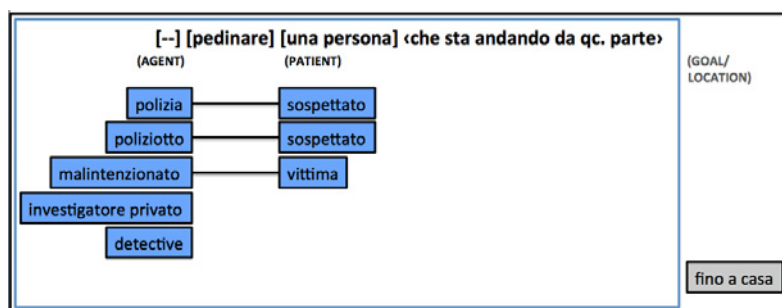 [--] [pedinare] [una persona] ‹che sta andando da qc. parte›
(AGENT) (PATIENT) (GOAL/
LOCATION)
polizia sospettato
poliziotto sospettato
malintenzionato vittima
investigatore privato
detective
fino a casa